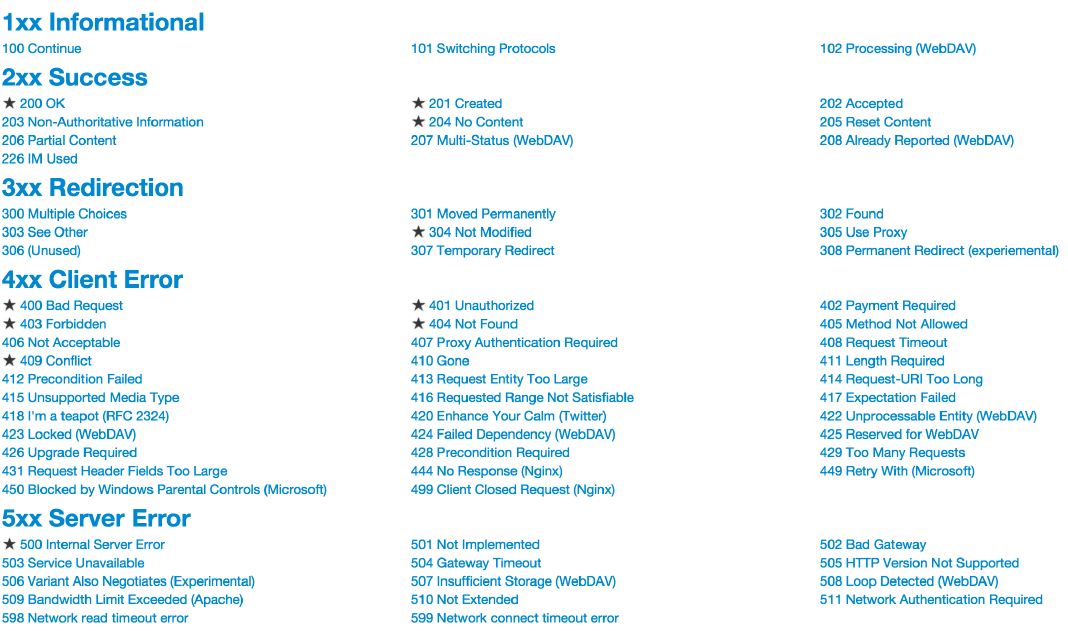 1xx Informational
100 Continue 101 Switching Protocols 102 Processing (WebDAV)
2xx Success
★ 200 OK ★ 201 Created 202 Accepted
203 Non-Authoritative Information ★ 204 No Content 205 Reset Content
206 Partial Content 207 Multi-Status (WebDAV) 208 Already Reported (WebDAV)
226 IM Used
3xx Redirection
300 Multiple Choices 301 Moved Permanently 302 Found
303 See Other ★ 304 Not Modified 305 Use Proxy
306 (Unused) 307 Temporary Redirect 308 Permanent Redirect (experiemental)
4xx Client Error
★ 400 Bad Request ★ 401 Unauthorized 402 Payment Required
★ 403 Forbidden ★ 404 Not Found 405 Method Not Allowed
406 Not Acceptable 407 Proxy Authentication Required 408 Request Timeout
★ 409 Conflict 410 Gone 411 Length Required
412 Precondition Failed 413 Request Entity Too Large 414 Request-URI Too Long
415 Unsupported Media Type 416 Requested Range Not Satisfiable 417 Expectation Failed
418 I'm a teapot (RFC 2324) 420 Enhance Your Calm (Twitter) 422 Unprocessable Entity (WebDAV)
423 Locked (WebDAV) 424 Failed Dependency (WebDAV) 425 Reserved for WebDAV
426 Upgrade Required 428 Precondition Required 429 Too Many Requests
431 Request Header Fields Too Large 444 No Response (Nginx) 449 Retry With (Microsoft)
450 Blocked by Windows Parental Controls (Microsoft) 499 Client Closed Request (Nginx)
5xx Server Error
★ 500 Internal Server Error 501 Not Implemented 502 Bad Gateway
503 Service Unavailable 504 Gateway Timeout 505 HTTP Version Not Supported
506 Variant Also Negotiates (Experimental) 507 Insufficient Storage (WebDAV) 508 Loop Detected (WebDAV)
509 Bandwidth Limit Exceeded (Apache) 510 Not Extended 511 Network Authentication Required
598 Network read timeout error 599 Network connect timeout error